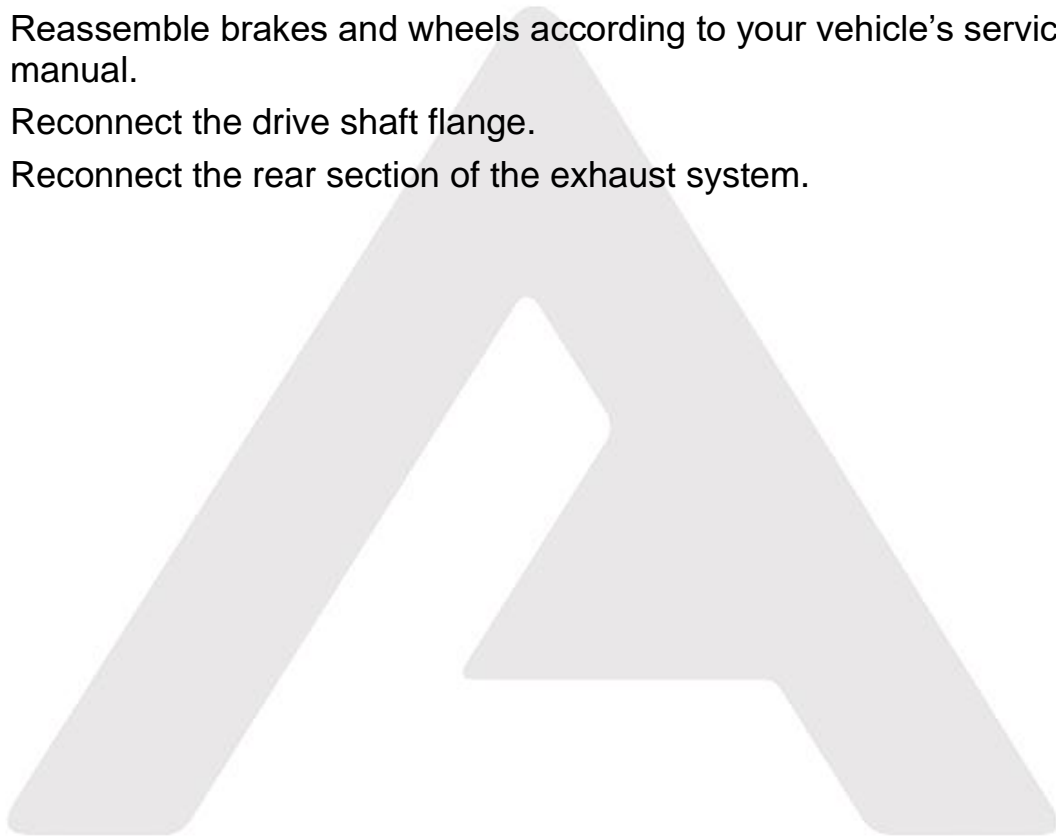 Reassemble brakes and wheels according to your vehicle’s servic
manual.
Reconnect the drive shaft flange.
Reconnect the rear section of the exhaust system.